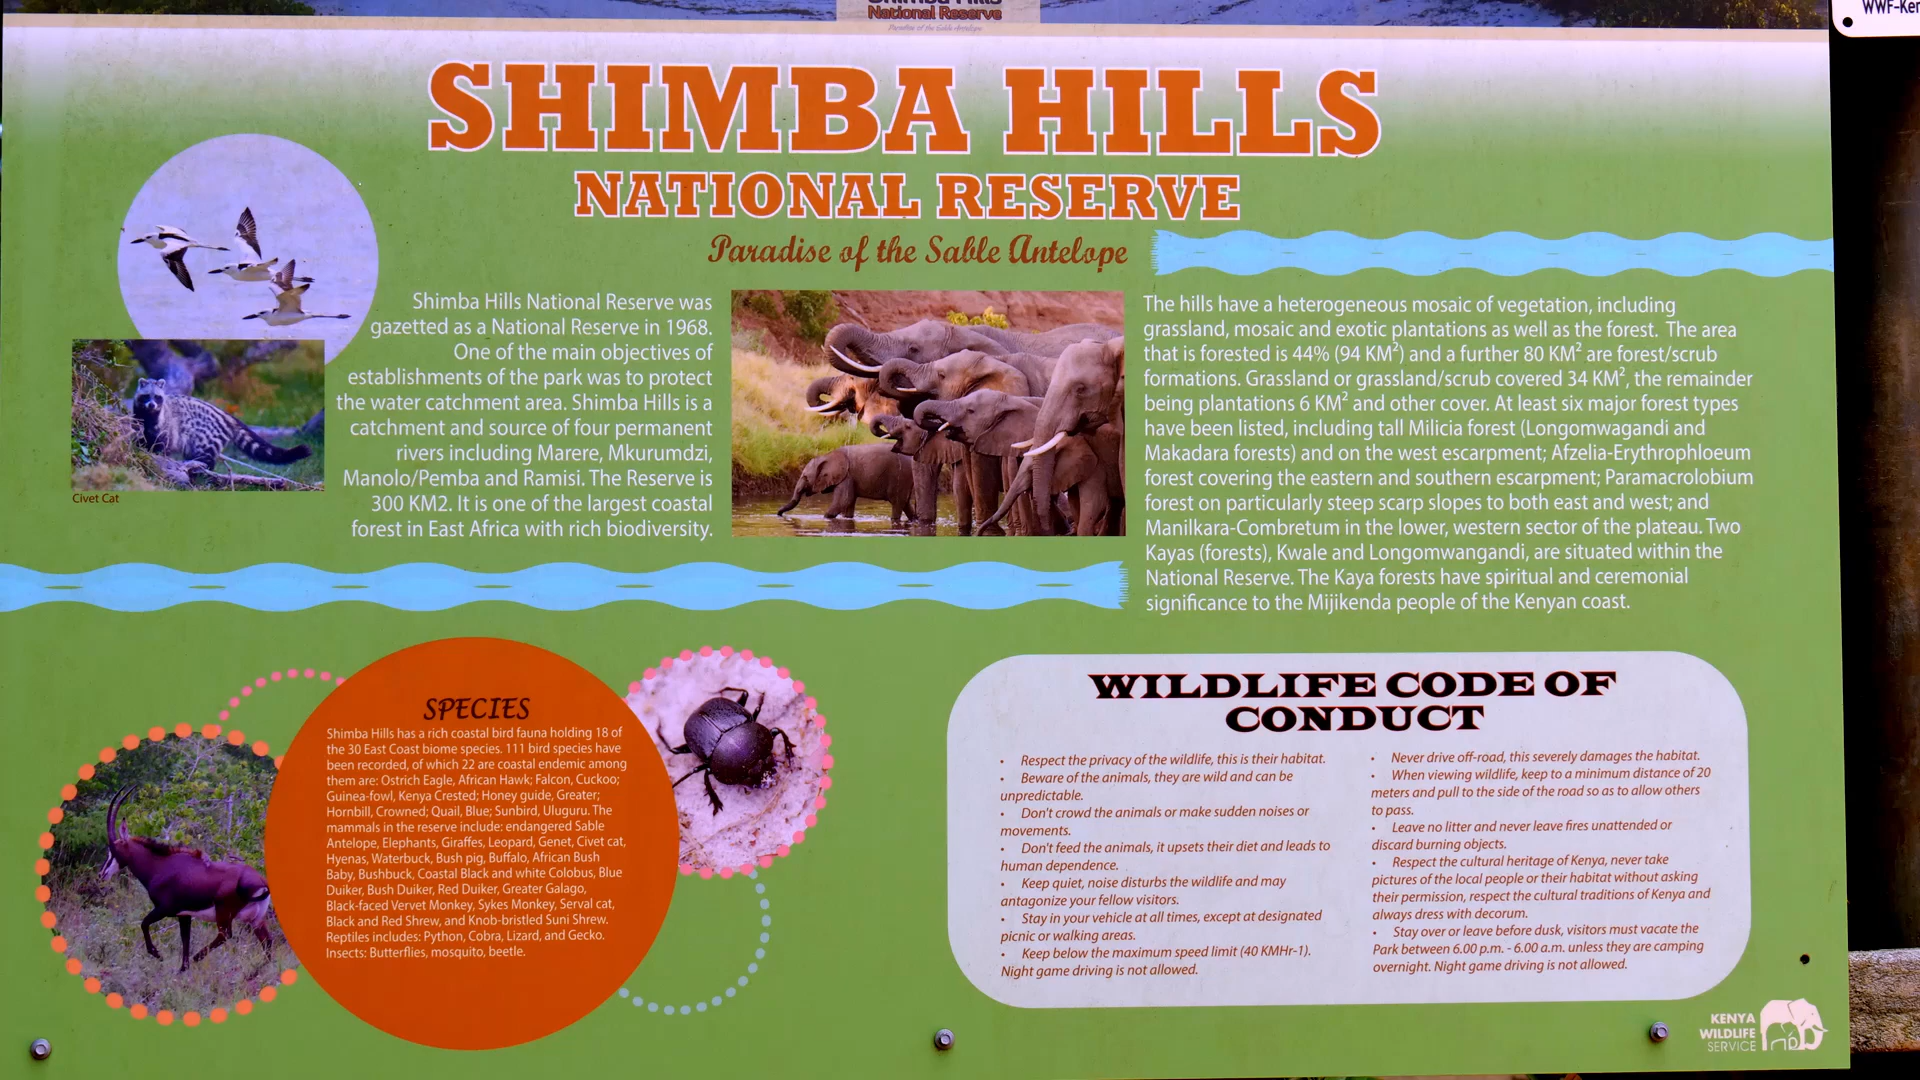 Shimba Hills
National Reserve
Paradise of the Sable Antelope
WWF-Ken
SHIMBA HILLS
NATIONAL RESERVE
Paradise of the Sable Antelope
Shimba Hills National Reserve was
gazetted as a National Reserve in 1968.
One of the main objectives of
establishments of the park was to protect
the water catchment area. Shimba Hills is a
catchment and source of four permanent
rivers including Marere, Mkurumdzi,
Manolo/Pemba and Ramisi. The Reserve is
300 KM2. It is one of the largest coastal
forest in East Africa with rich biodiversity.
Civet Cat
The hills have a heterogeneous mosaic of vegetation, including
grassland, mosaic and exotic plantations as well as the forest. The area
that is forested is 44% (94 KM²) and a further 80 KM² are forest/scrub
formations. Grassland or grassland/scrub covered 34 KM², the remainder
being plantations 6 KM² and other cover. At least six major forest types
have been listed, including tall Milicia forest (Longomwagandi and
Makadara forests) and on the west escarpment; Afzelia-Erythrophloeum
forest covering the eastern and southern escarpment; Paramacrolobium
forest on particularly steep scarp slopes to both east and west; and
Manilkara-Combretum in the lower, western sector of the plateau. Two
Kayas (forests), Kwale and Longomwangandi, are situated within the
National Reserve. The Kaya forests have spiritual and ceremonial
significance to the Mijikenda people of the Kenyan coast.
SPECIES
Shimba Hills has a rich coastal bird fauna holding 18 of
the 30 East Coast biome species. 111 bird species have
been recorded, of which 22 are coastal endemic among
them are: Ostrich Eagle, African Hawk; Falcon, Cuckoo;
Guinea-fowl, Kenya Crested; Honey guide, Greater;
Hornbill, Crowned; Quail, Blue; Sunbird, Uluguru. The
mammals in the reserve include: endangered Sable
Antelope, Elephants, Giraffes, Leopard, Genet, Civet cat,
Hyenas, Waterbuck, Bush pig, Buffalo, African Bush
Baby, Bushbuck, Coastal Black and white Colobus, Blue
Duiker, Bush Duiker, Red Duiker, Greater Galago,
Black-faced Vervet Monkey, Sykes Monkey, Serval cat,
Black and Red Shrew, and Knob-bristled Suni Shrew.
Reptiles includes: Python, Cobra, Lizard, and Gecko.
Insects: Butterflies, mosquito, beetle.
WILDLIFE CODE OF
CONDUCT
• Respect the privacy of the wildlife, this is their habitat.
• Beware of the animals, they are wild and can be
unpredictable.
• Don't crowd the animals or make sudden noises or
movements.
• Don't feed the animals, it upsets their diet and leads to
human dependence.
• Keep quiet, noise disturbs the wildlife and may
antagonize your fellow visitors.
• Stay in your vehicle at all times, except at designated
picnic or walking areas.
• Keep below the maximum speed limit (40 KMHr-1).
Night game driving is not allowed.
• Never drive off-road, this severely damages the habitat.
• When viewing wildlife, keep to a minimum distance of 20
meters and pull to the side of the road so as to allow others
to pass.
• Leave no litter and never leave fires unattended or
discard burning objects.
• Respect the cultural heritage of Kenya, never take
pictures of the local people or their habitat without asking
their permission, respect the cultural traditions of Kenya and
always dress with decorum.
• Stay over or leave before dusk, visitors must vacate the
Park between 6.00 p.m. - 6.00 a.m. unless they are camping
overnight. Night game driving is not allowed.
KENYA
WILDLIFE
SERVICE